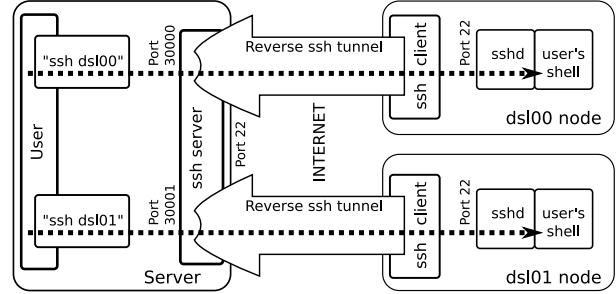 User
"ssh dsl00"
Port
30000
ssh server
Port 22
Reverse ssh tunnel
INTERNET
ssh client
Port 22
sshd
user's
shell
dsl00 node
"ssh dsl01"
Port
30001
Reverse ssh tunnel
ssh client
Port 22
sshd
user's
shell
dsl01 node
Server